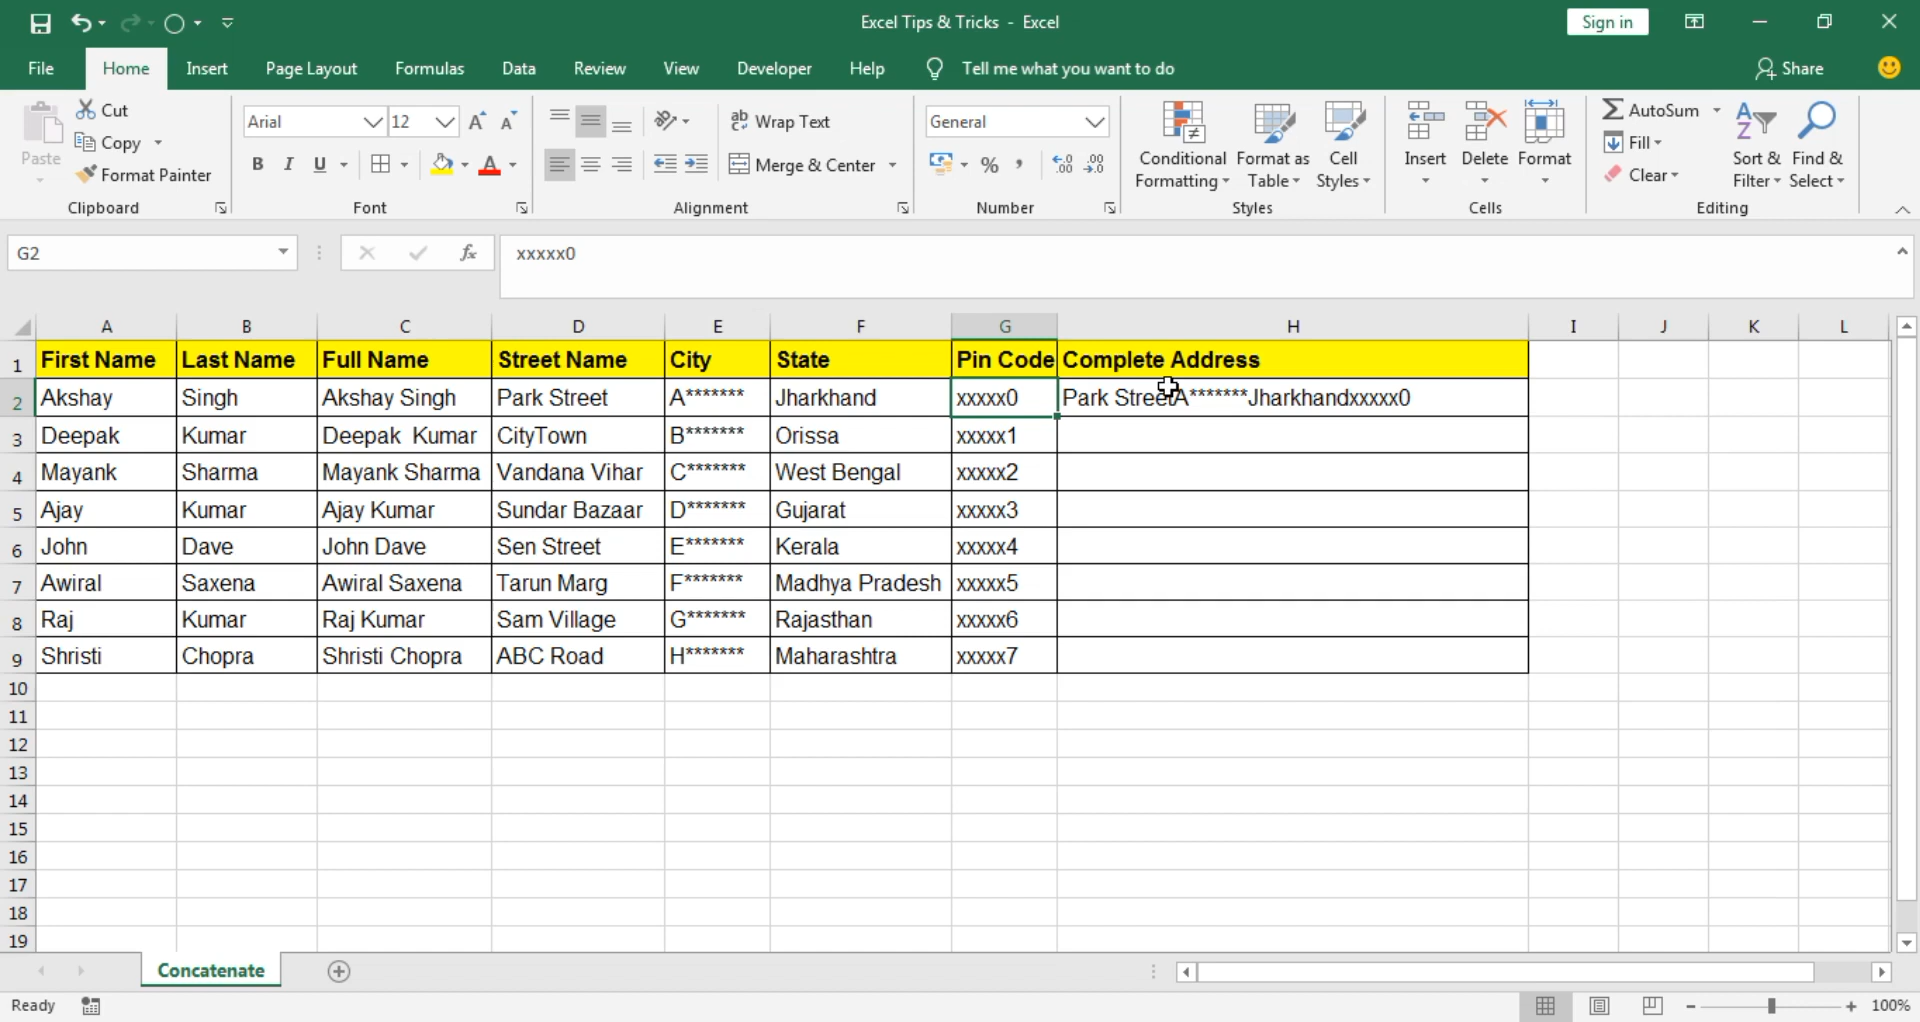 Excel Tips & Tricks - Excel
Sign in
File Home Insert Page Layout Formulas Data Review View Developer Help Tell me what you want to do Share
Paste
Cut
Copy
Format Painter
Clipboard
Arial 12
B I U A
Font
ab Wrap Text
Merge & Center
Alignment
General
% ,
Number
Conditional Formatting
Format as Table
Cell Styles
Styles
Insert Delete Format
Cells
AutoSum
Fill
Clear
Sort & Filter
Find & Select
Editing
G2 fx xxxxx0
A B C D E F G H I J K L
1 First Name Last Name Full Name Street Name City State Pin Code Complete Address
2 Akshay Singh Akshay Singh Park Street A******* Jharkhand xxxxx0 Park StreetA*******Jharkhandxxxxx0
3 Deepak Kumar Deepak  Kumar CityTown B******* Orissa xxxxx1
4 Mayank Sharma Mayank Sharma Vandana Vihar C******* West Bengal xxxxx2
5 Ajay Kumar Ajay Kumar Sundar Bazaar D******* Gujarat xxxxx3
6 John Dave John Dave Sen Street E******* Kerala xxxxx4
7 Awiral Saxena Awiral Saxena Tarun Marg F******* Madhya Pradesh xxxxx5
8 Raj Kumar Raj Kumar Sam Village G******* Rajasthan xxxxx6
9 Shristi Chopra Shristi Chopra ABC Road H******* Maharashtra xxxxx7
10
11
12
13
14
15
16
17
18
19
Concatenate
Ready 100%